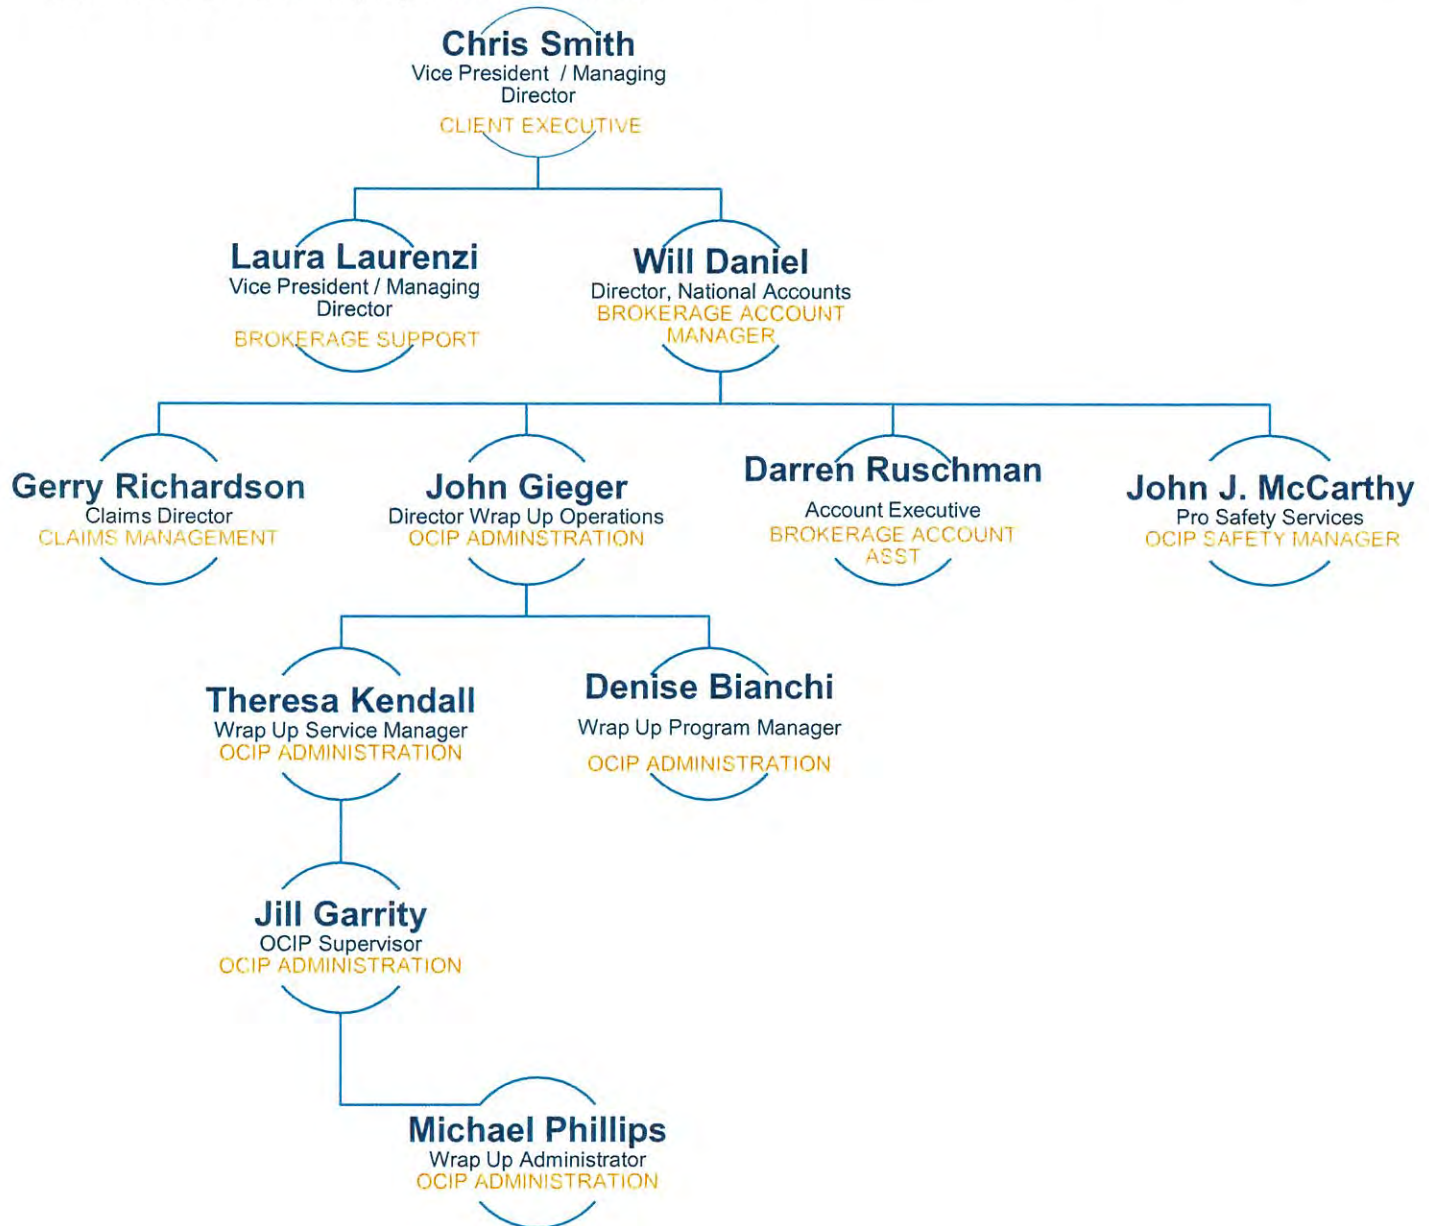 Chris Smith
Vice President / Managing
Director
CLIENT EXECUTIVE
Laura Laurenzi
Vice President / Managing
Director
BROKERAGE SUPPORT
Will Daniel
Director, National Accounts
BROKERAGE ACCOUNT
MANAGER
Gerry Richardson
Claims Director
CLAIMS MANAGEMENT
John Gieger
Director Wrap Up Operations
OCIP ADMINSTRATION
Darren Ruschman
Account Executive
BROKERAGE ACCOUNT
ASST
John J. McCarthy
Pro Safety Services
OCIP SAFETY MANAGER
Theresa Kendall
Wrap Up Service Manager
OCIP ADMINISTRATION
Denise Bianchi
Wrap Up Program Manager
OCIP ADMINISTRATION
Jill Garrity
OCIP Supervisor
OCIP ADMINISTRATION
Michael Phillips
Wrap Up Administrator
OCIP ADMINISTRATION